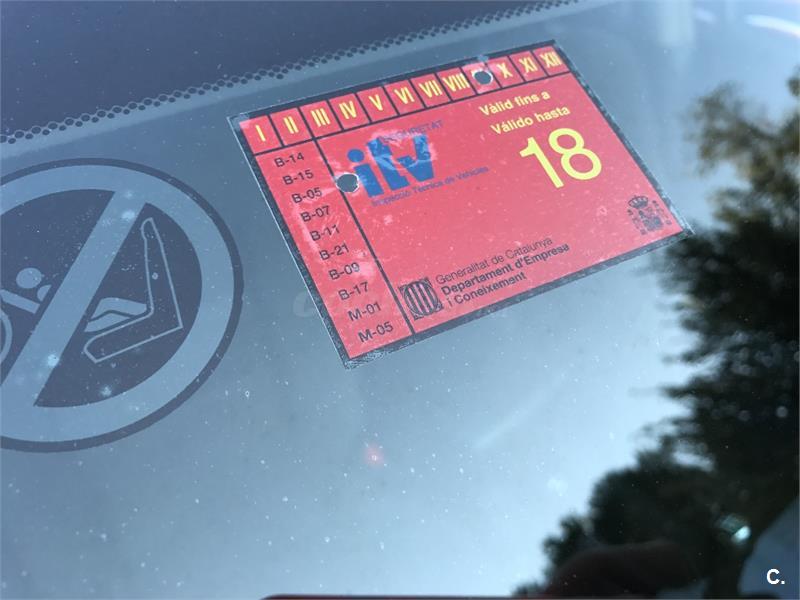 I II III IV V VI VII VIII X XI XII
Vàlid fins a
Válido hasta
18
itv
Inspecció Tècnica de Vehicles
B-14
B-15
B-05
B-07
B-11
B-21
B-09
B-17
M-01
M-05
Generalitat de Catalunya
Departament d'Empresa
i Coneixement
C.